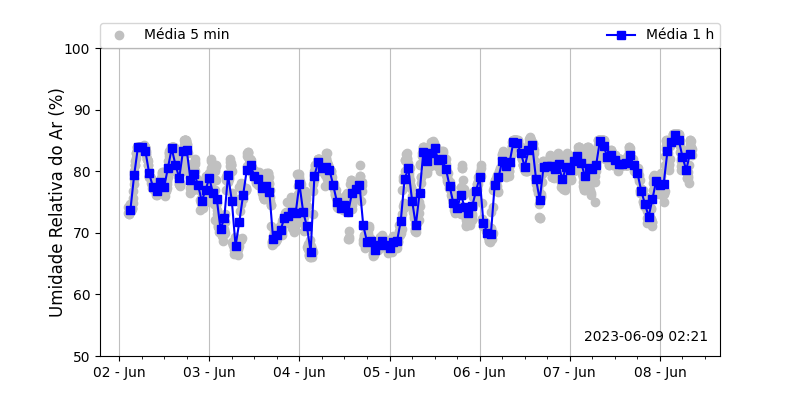 Média 5 min
Média 1 h
Umidade Relativa do Ar (%)
100
90
80
70
60
50
2023-06-09 02:21
02 - Jun
03 - Jun
04 - Jun
05 - Jun
06 - Jun
07 - Jun
08 - Jun